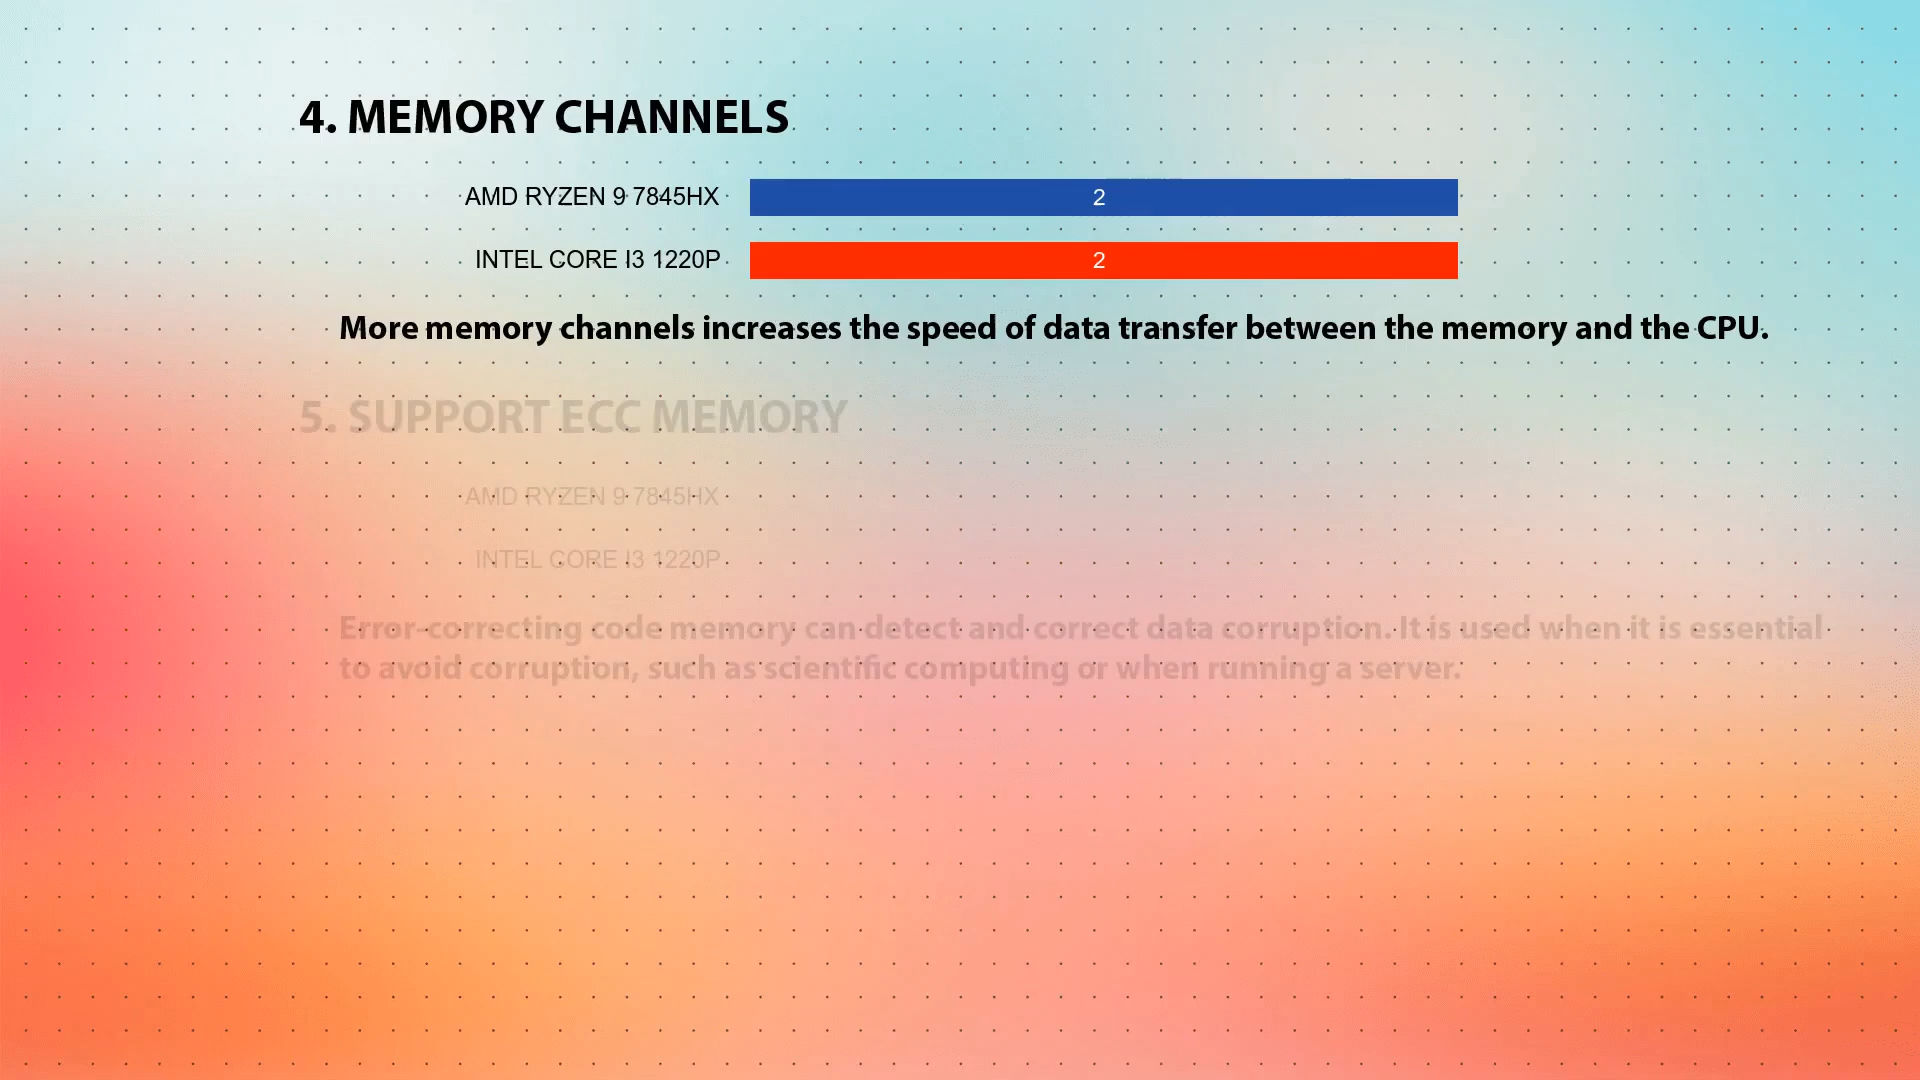 4. MEMORY CHANNELS
AMD RYZEN 9 7845HX
2
INTEL CORE I3 1220P
2
More memory channels increases the speed of data transfer between the memory and the CPU.
5. SUPPORT ECC MEMORY
AMD RYZEN 9 7845HX
INTEL CORE I3 1220P
Error-correcting code memory can detect and correct data corruption. It is used when it is essential
to avoid corruption, such as scientific computing or when running a server.